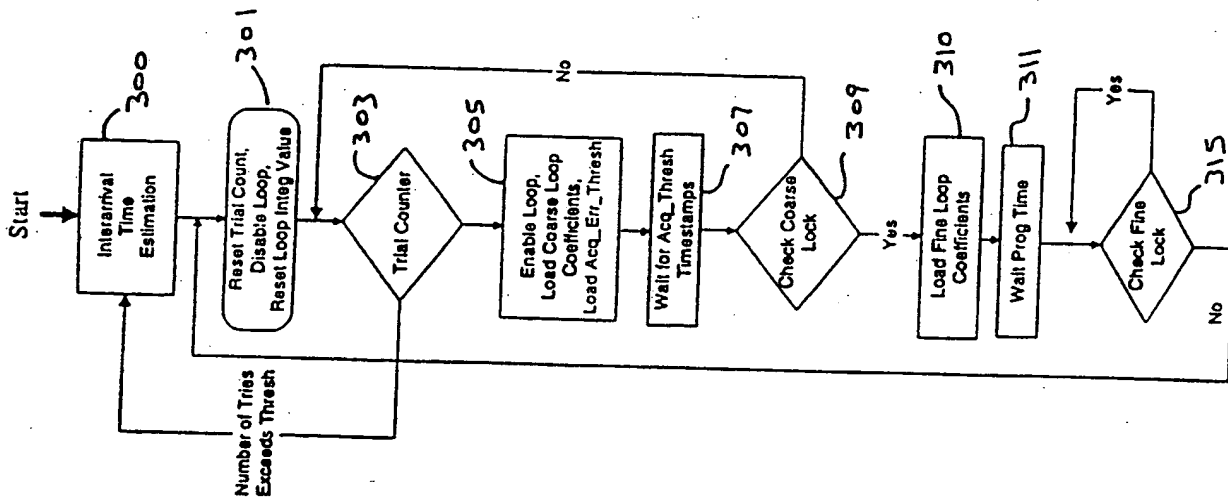 Start
300
Interarrival
Time
Estimation
301
Reset Trial Count,
Disable Loop,
Reset Loop Integ Value
Number of Tries
Exceeds Thresh
303
Trial Counter
No
305
Enable Loop,
Load Coarse Loop
Coefficients,
Load Acq_Err_Thresh
307
Wait for Acq_Thresh
Timestamps
309
Check Coarse
Lock
Yes
310
Load Fine Loop
Coefficients
311
Wait Prog Time
Yes
315
Check Fine
Lock
No